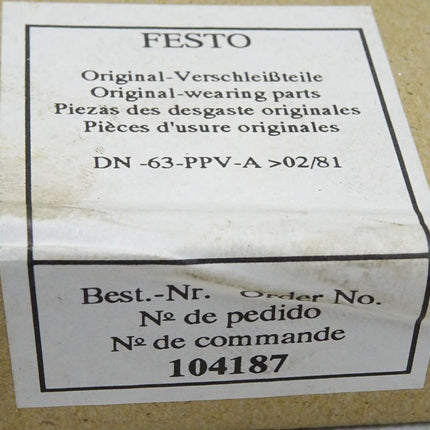 FESTO
Original-Verschleißteile
Original-wearing parts
Piezas des desgaste originales
Pièces d'usure originales
DN -63-PPV-A >02/81
Best.-Nr. Order No.
Nº de pedido
Nº de commande
104187